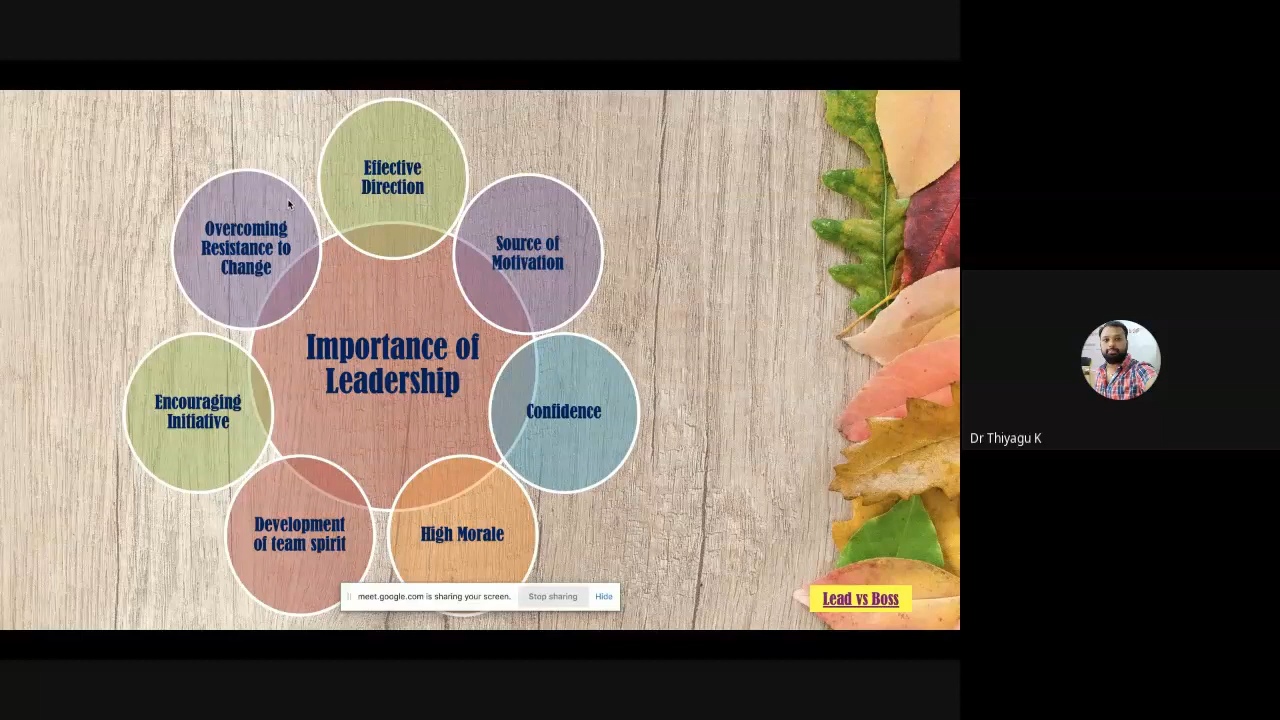 Effective
Direction
Overcoming
Resistance to
Change
Source of
Motivation
Importance of
Leadership
Encouraging
Initiative
Confidence
Development
of team spirit
High Morale
meet.google.com is sharing your screen.
Stop sharing
Hide
Lead vs Boss
Dr Thiyagu K